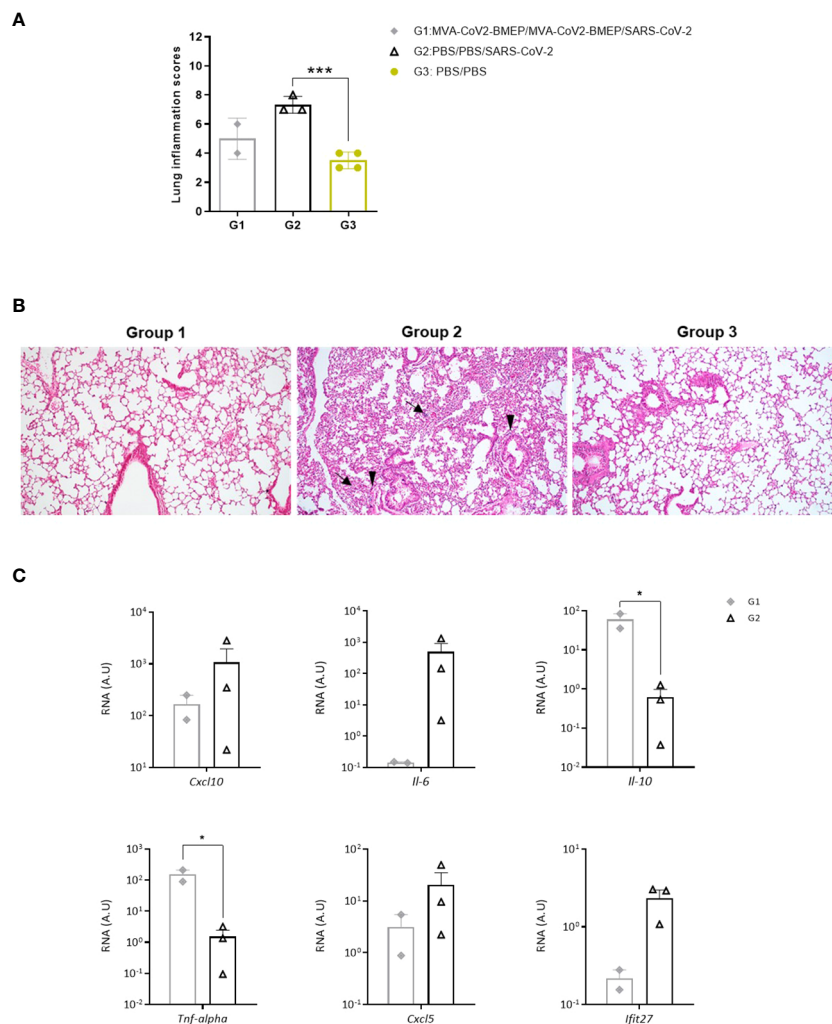 A
Lung inflammation scores
12
10
8
6
4
2
0
***
G1 G2 G3
G1:MVA-CoV2-BMEP/MVA-CoV2-BMEP/SARS-CoV-2
G2:PBS/PBS/SARS-CoV-2
G3: PBS/PBS
B
Group 1 Group 2 Group 3
C
RNA (A.U)
10⁴
10³
10²
10¹
Cxcl10
RNA (A.U)
10⁴
10³
10²
10¹
10⁰
10⁻¹
Il-6
RNA (A.U)
10²
10¹
10⁰
10⁻¹
10⁻²
*
Il-10
G1
G2
RNA (A.U)
10³
10²
10¹
10⁰
10⁻¹
10⁻²
*
Tnf-alpha
RNA (A.U)
10²
10¹
10⁰
10⁻¹
Cxcl5
RNA (A.U)
10¹
10⁰
10⁻¹
Ifit27